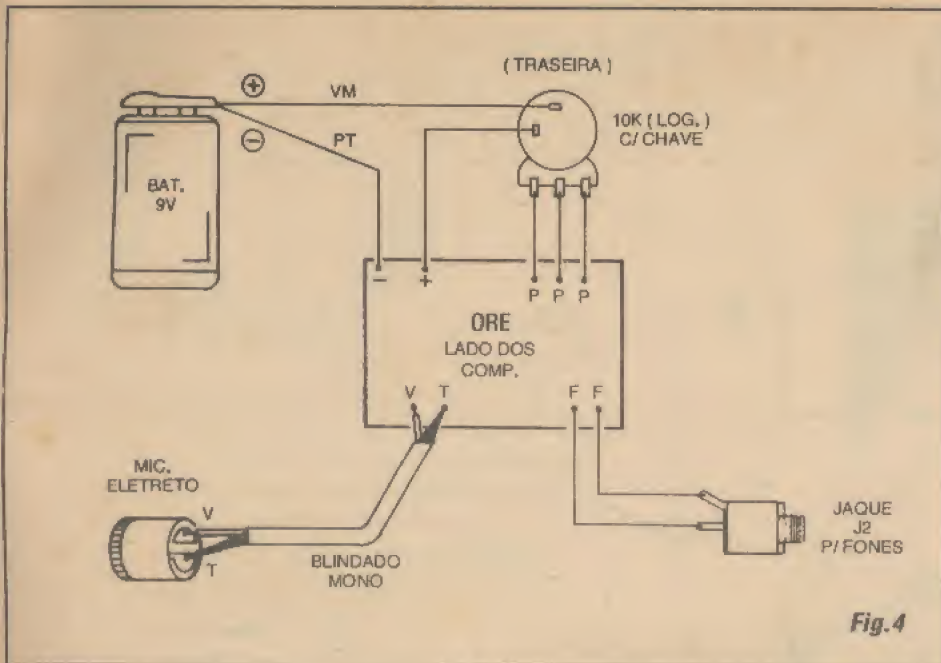 ( TRASEIRA )
+
VM
10K ( LOG. )
C/ CHAVE
-
PT
BAT.
9V
- + P P P
ORE
LADO DOS
COMP.
V T F F
MIC.
ELETRETO
V
T
BLINDADO
MONO
JAQUE
J2
P/ FONES
Fig.4